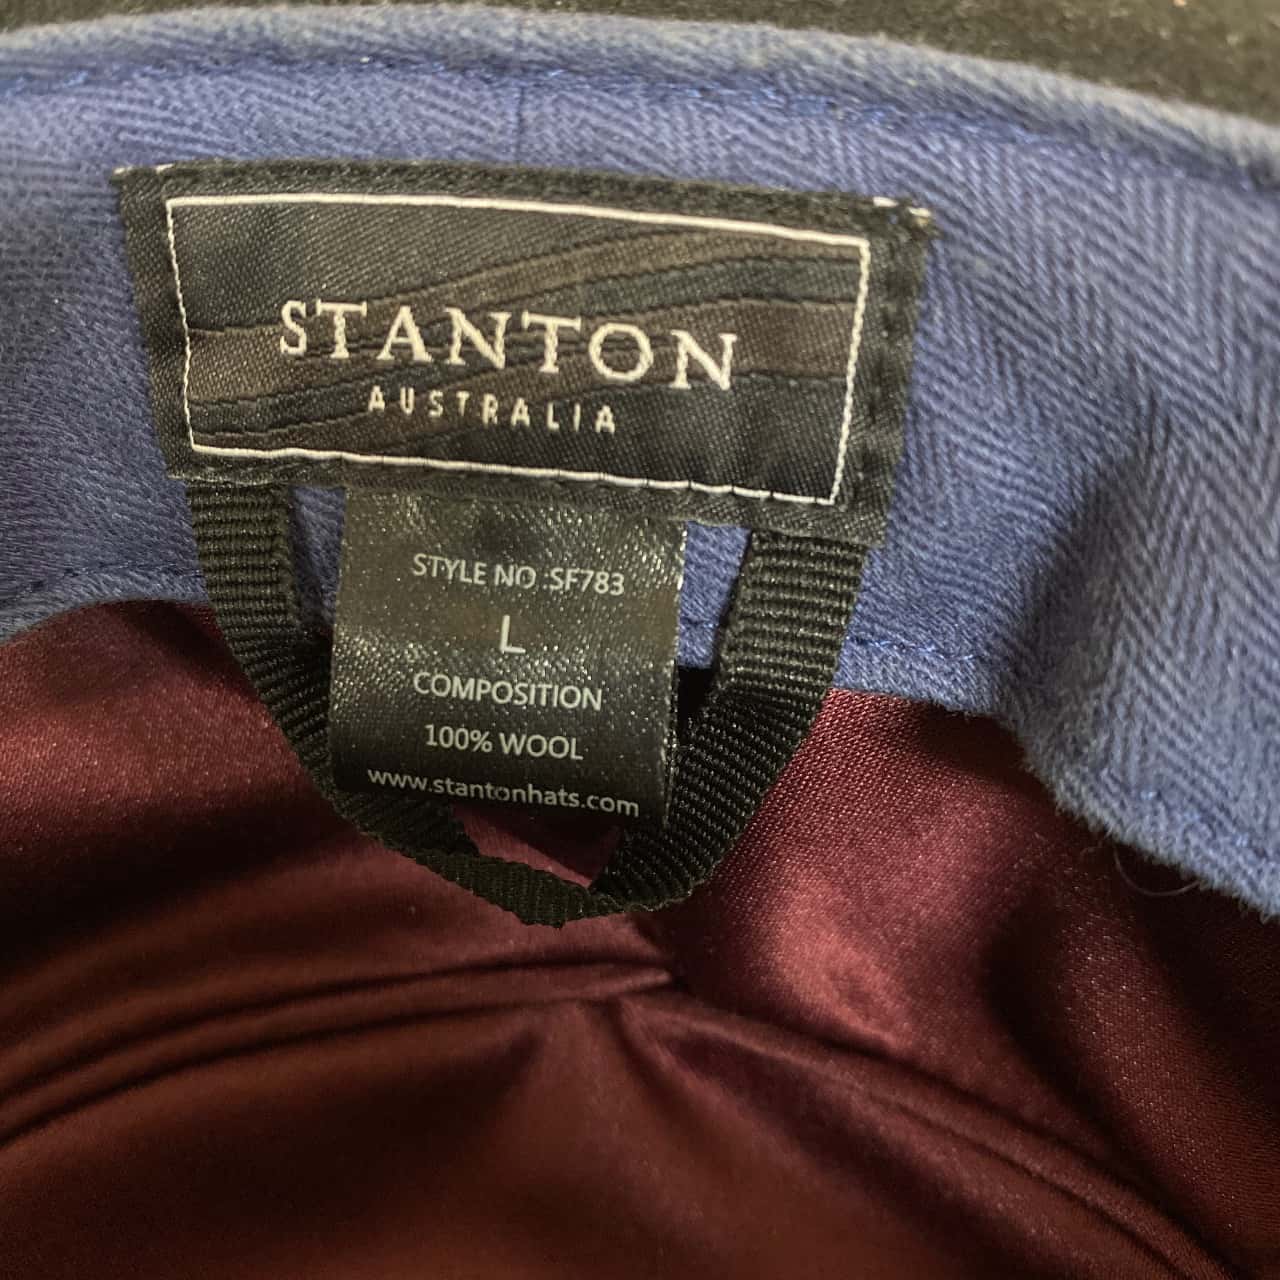 STANTON
AUSTRALIA
STYLE NO :SF783
L
COMPOSITION
100% WOOL
www.stantonhats.com